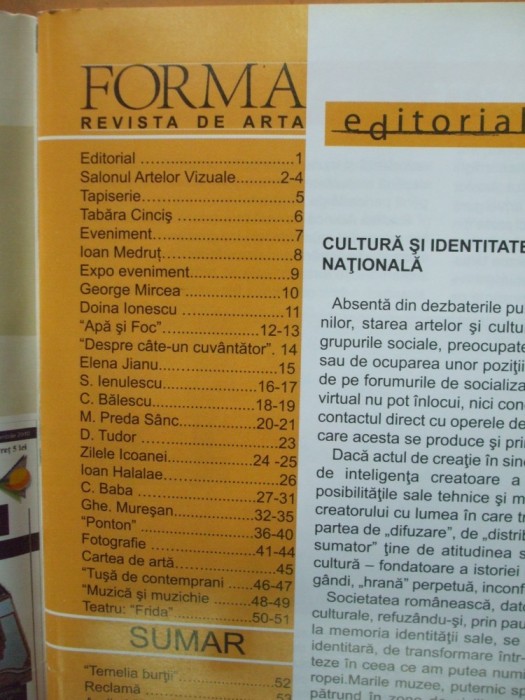 FORMA
REVISTA DE ARTA
Editorial ........................1
Salonul Artelor Vizuale..........2-4
Tapiserie...................................5
Tabăra Cinciş ...........................6
Eveniment.................................7
Ioan Medruţ...............................8
Expo eveniment........................9
George Mircea .......................10
Doina Ionescu ........................11
"Apă şi Foc"......................12-13
"Despre câte-un cuvântător". 14
Elena Jianu............................15
S. Ienulescu......................16-17
C. Bălescu.........................18-19
M. Preda Sânc..................20-21
D. Tudor ................................23
Zilele Icoanei...................24 -25
Ioan Halalae...........................26
C. Baba ............................27-31
Ghe. Mureşan...................32-35
"Ponton" ...........................36-40
Fotografie .........................41-44
Cartea de artă........................45
"Tuşă de contemprani ......46-47
"Muzică şi muzichie ..........48-49
Teatru: "Frida" ..................50-51
SUMAR
"Temelia burţii" ......................52
Reclamă ................................53
editorial
CULTURĂ ŞI IDENTITATE
NAŢIONALĂ
Absentă din dezbaterile pu
nilor, starea artelor şi cultu
grupurile sociale, preocupate
sau de ocuparea unor poziţii
de pe forumurile de socializa
virtual nu pot înlocui, nici con
contactul direct cu operele de
care acesta se produce şi prin
Dacă actul de creaţie în sine
de inteligenţa creatoare a
posibilităţile sale tehnice şi m
creatorului cu lumea în care tr
partea de „difuzare", de „distrib
sumator" ţine de atitudinea s
cultură – fondatoare a istoriei
gândi, „hrană" perpetuă, inconf
Societatea românească, date
culturale, refuzându-şi, prin pau
la memoria identităţii sale, se
identitară, de transformare într-
teze în ceea ce am putea num
ropei.Marile muzee, puternic sp
pătrund în zone de